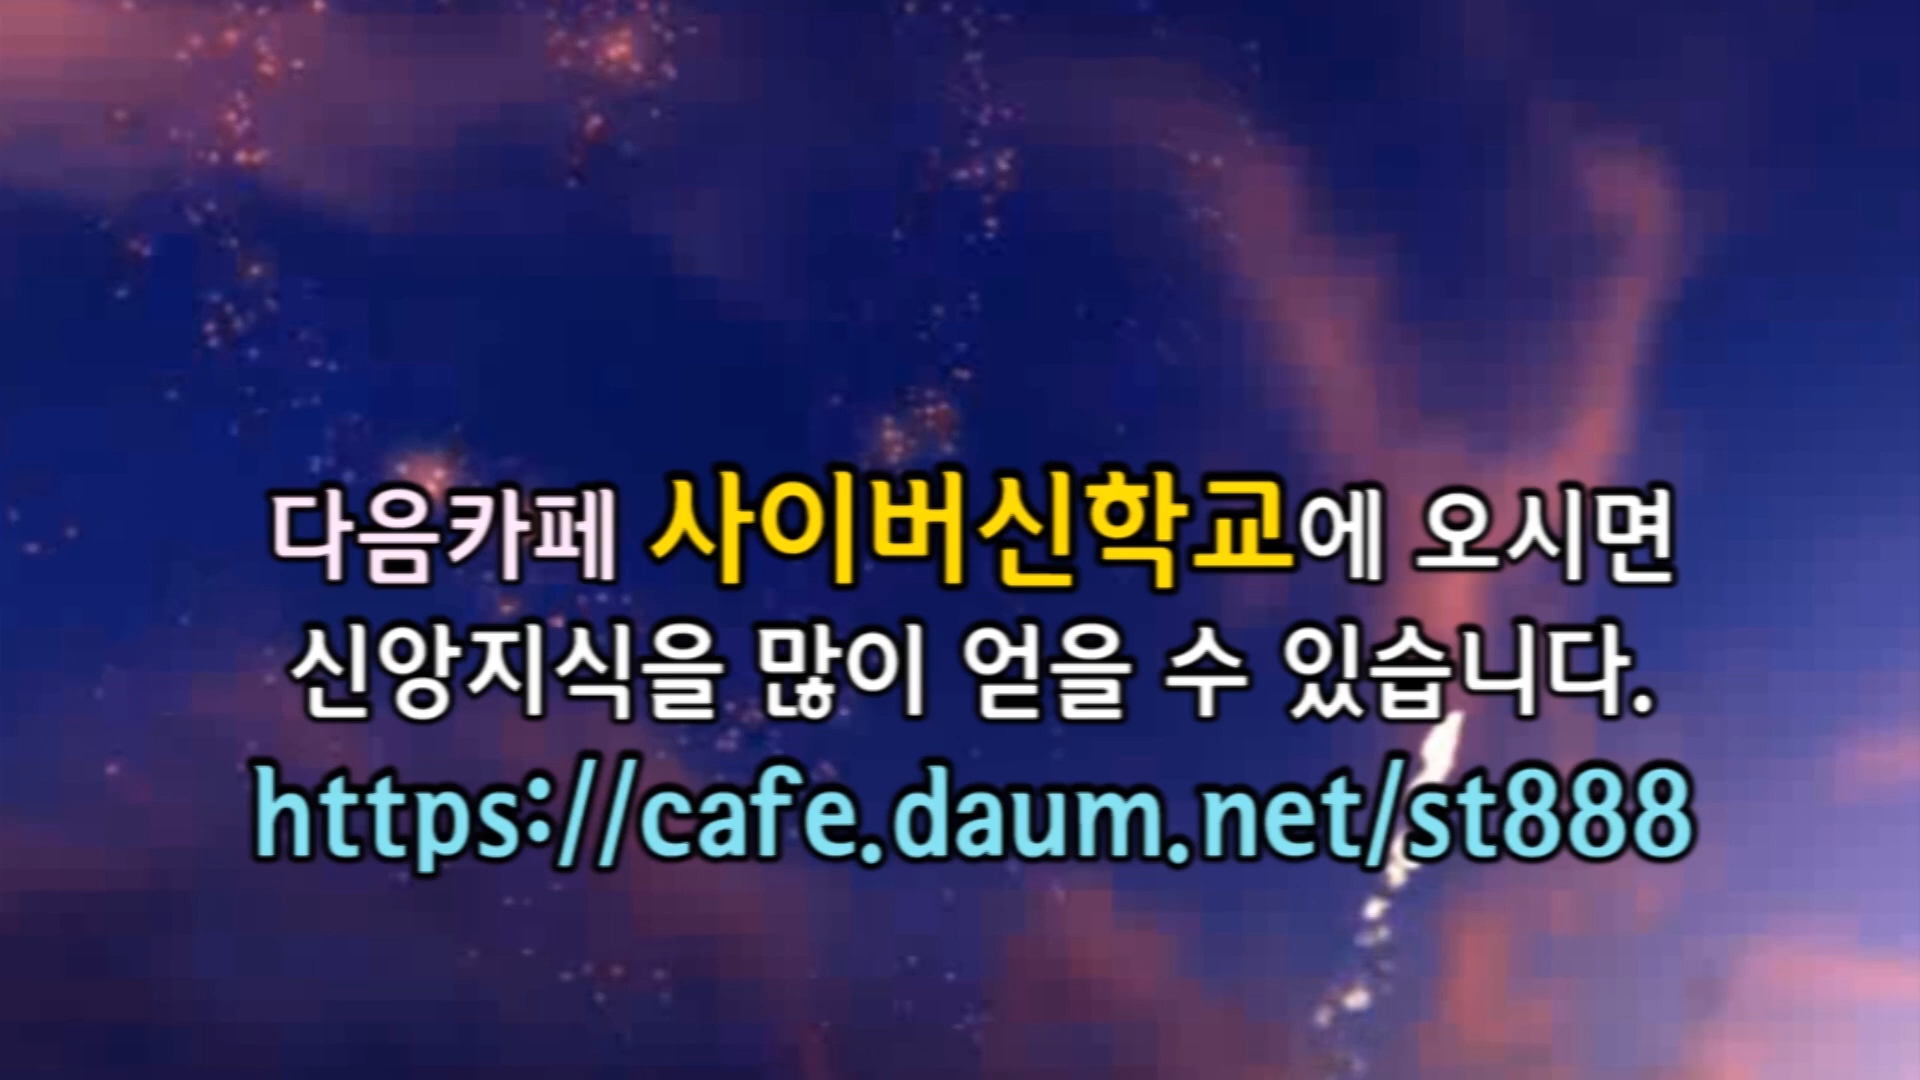 다음카페 사이버신학교에 오시면
신앙지식을 많이 얻을 수 있습니다.
https://cafe.daum.net/st888